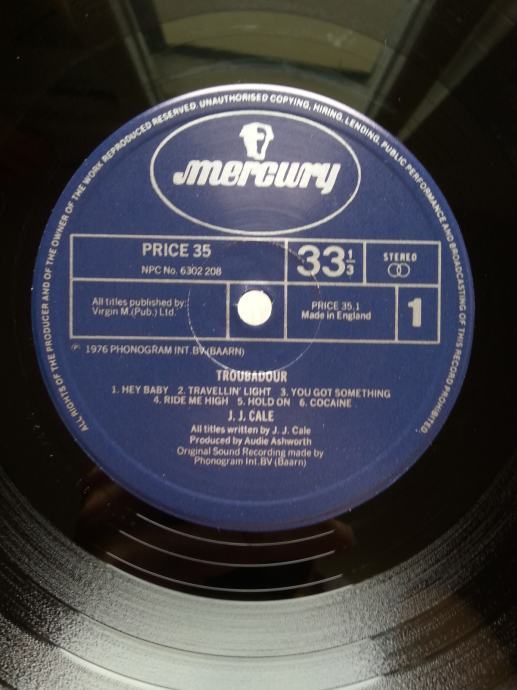 ALL RIGHTS OF THE PRODUCER AND OF THE OWNER OF THE WORK REPRODUCED RESERVED. UNAUTHORISED COPYING, HIRING, LENDING, PUBLIC PERFORMANCE AND BROADCASTING OF THIS RECORD PROHIBITED.
mercury
PRICE 35
NPC No. 6302 208
33 1/3
STEREO
All titles published by:
Virgin M.(Pub.) Ltd.
PRICE 35.1
Made in England
1
℗ 1976 PHONOGRAM INT. BV (BAARN)
TROUBADOUR
1. HEY BABY 2. TRAVELLIN' LIGHT 3. YOU GOT SOMETHING
4. RIDE ME HIGH 5. HOLD ON 6. COCAINE
J. J. CALE
All titles written by J. J. Cale
Produced by Audie Ashworth
Original Sound Recording made by
Phonogram Int. BV (Baarn)